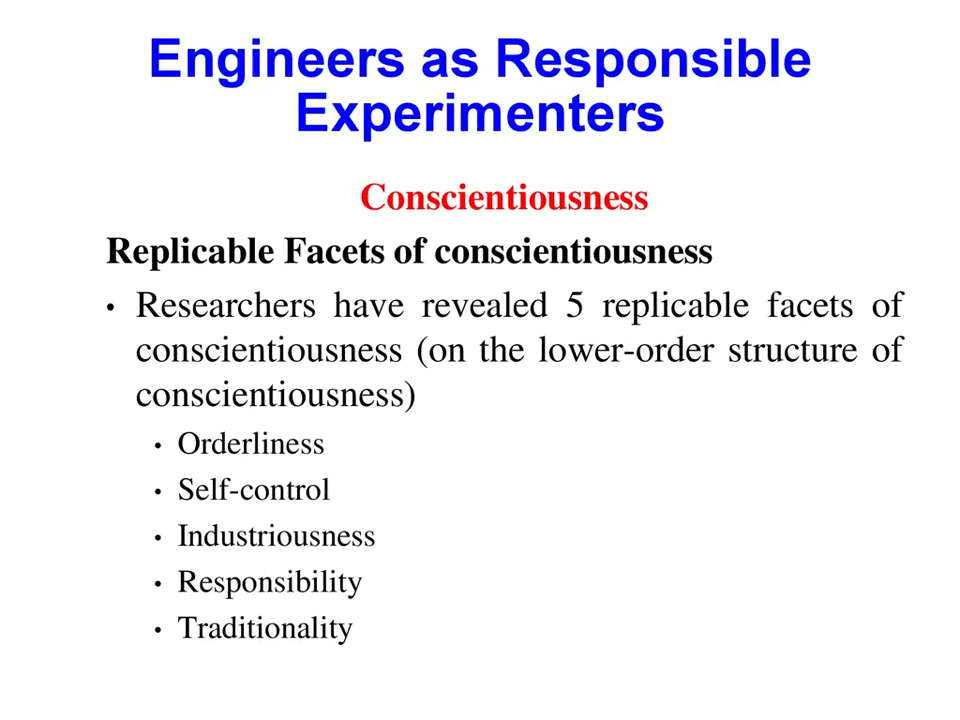 Engineers as Responsible
Experimenters
Conscientiousness
Replicable Facets of conscientiousness
• Researchers have revealed 5 replicable facets of
conscientiousness (on the lower-order structure of
conscientiousness)
• Orderliness
• Self-control
• Industriousness
• Responsibility
• Traditionality